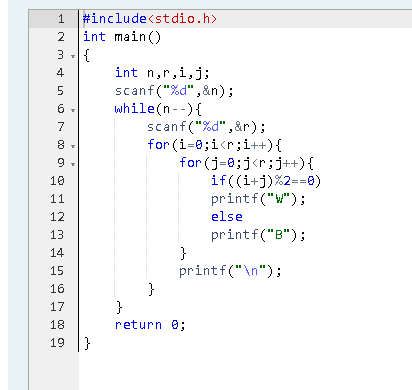 1 #include<stdio.h>
2 int main()
3 {
4     int n,r,i,j;
5     scanf("%d",&n);
6     while(n--){
7         scanf("%d",&r);
8         for(i=0;i<r;i++){
9             for(j=0;j<r;j++){
10                 if((i+j)%2==0)
11                 printf("W");
12                 else
13                 printf("B");
14             }
15             printf("\n");
16         }
17     }
18     return 0;
19 }